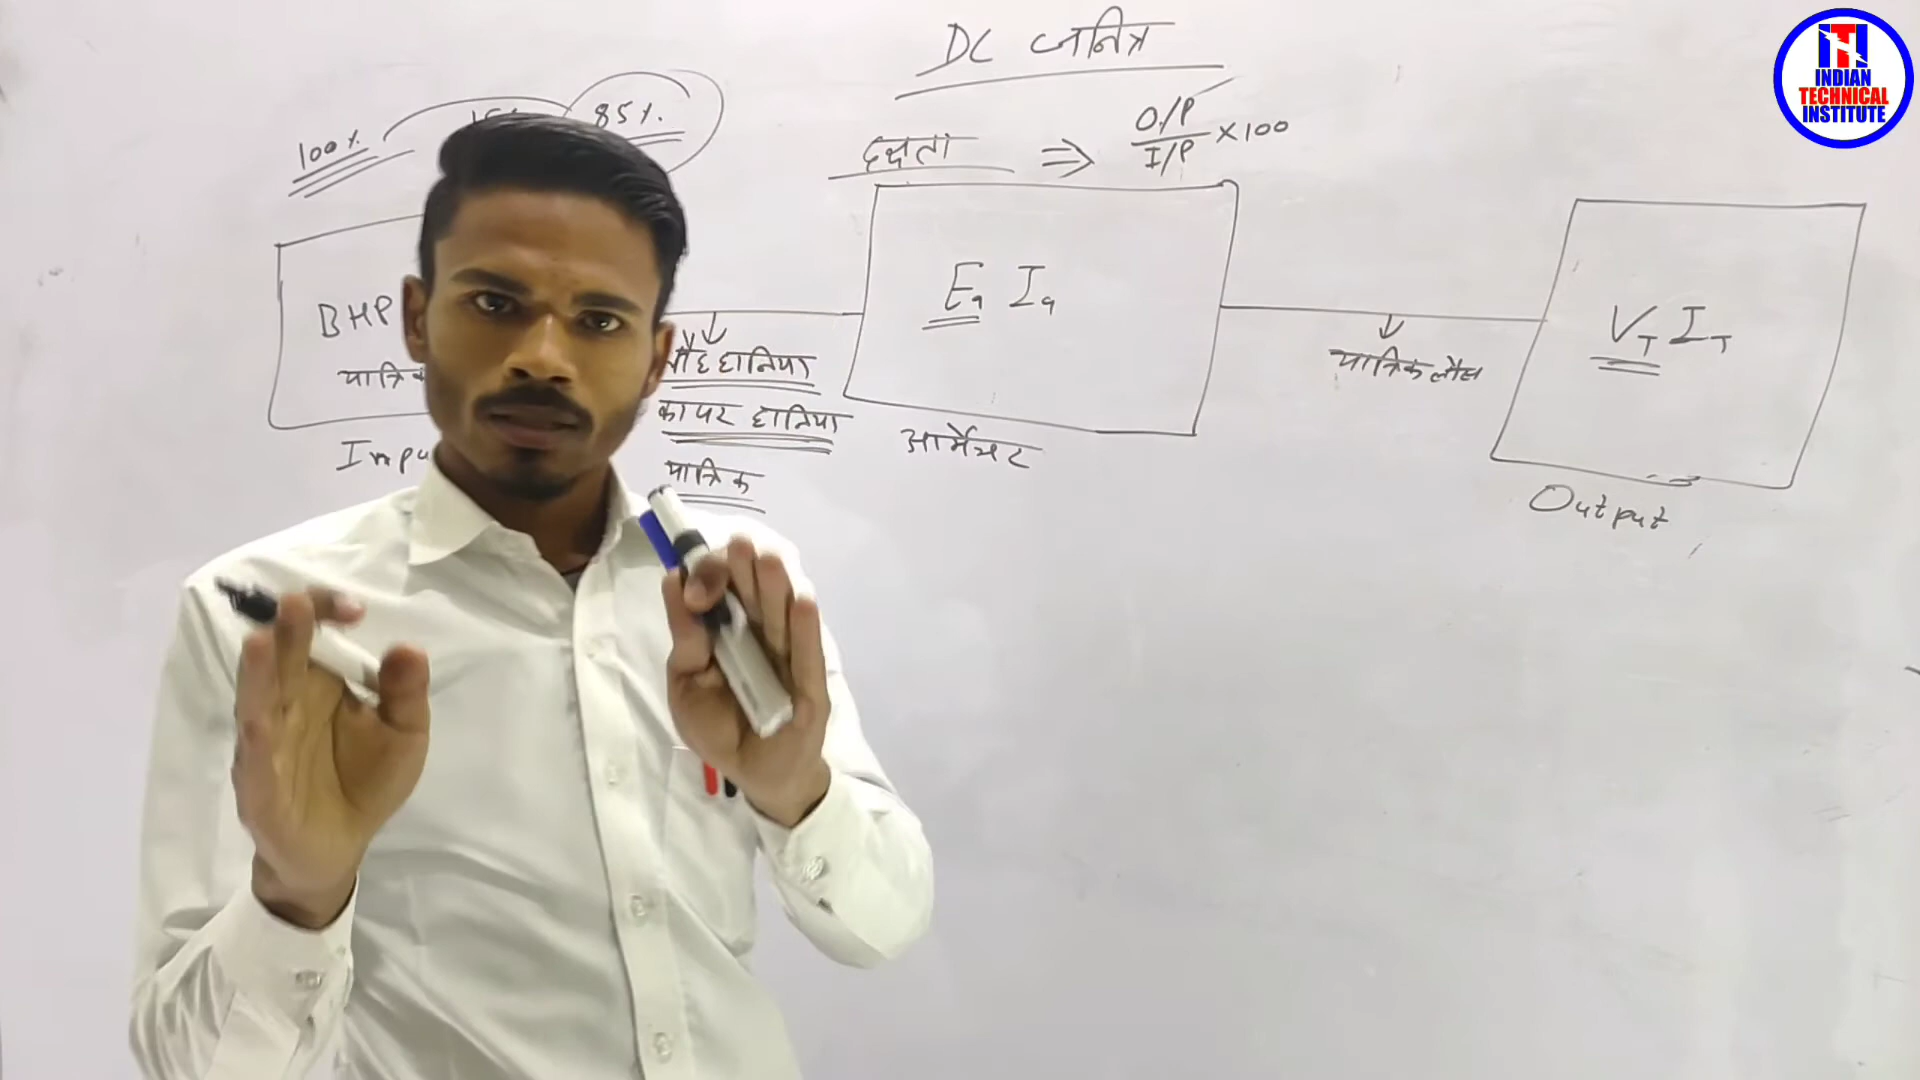 DC जनित्र
100%
85%.
दक्षता ⇒ O/P / I/P × 100
BHP
यांत्रिक
Input
लौह हानिया
कापर हानिया
यांत्रिक
Ea Ia
आर्मेचर
यांत्रिक लौह
VT IT
Output
ITI
INDIAN
TECHNICAL
INSTITUTE